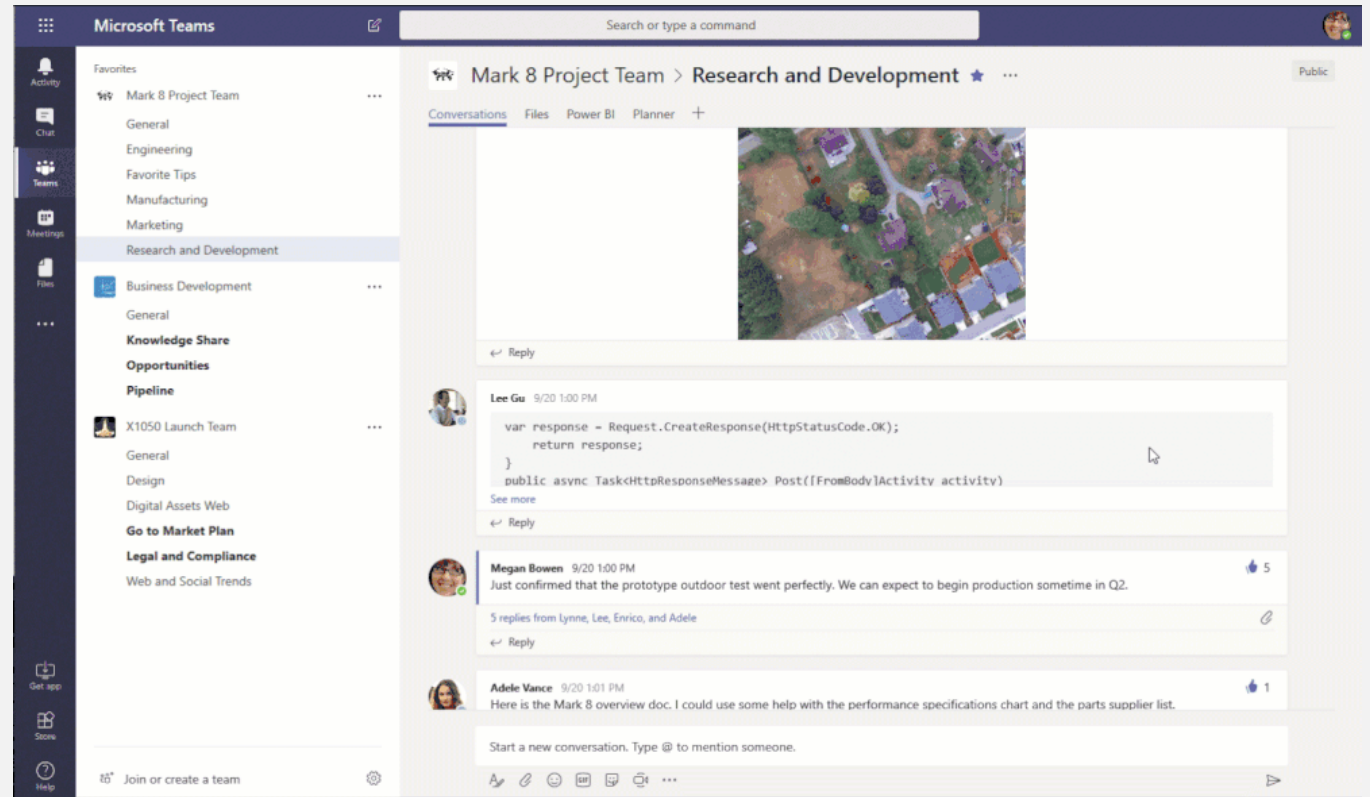 Microsoft Teams
Search or type a command
Activity
Chat
Teams
Meetings
Files
Get app
Store
Help
Favorites
Mark 8 Project Team
General
Engineering
Favorite Tips
Manufacturing
Marketing
Research and Development
Business Development
General
Knowledge Share
Opportunities
Pipeline
X1050 Launch Team
General
Design
Digital Assets Web
Go to Market Plan
Legal and Compliance
Web and Social Trends
Join or create a team
Mark 8 Project Team > Research and Development
Public
Conversations Files Power BI Planner
Reply
Lee Gu 9/20 1:00 PM
var response = Request.CreateResponse(HttpStatusCode.OK);
return response;
}
public async Task<HttpResponseMessage> Post([FromBody]Activity activity)
See more
Reply
Megan Bowen 9/20 1:00 PM
5
Just confirmed that the prototype outdoor test went perfectly. We can expect to begin production sometime in Q2.
5 replies from Lynne, Lee, Enrico, and Adele
Reply
Adele Vance 9/20 1:01 PM
1
Here is the Mark 8 overview doc. I could use some help with the performance specifications chart and the parts supplier list.
Start a new conversation. Type @ to mention someone.
GIF